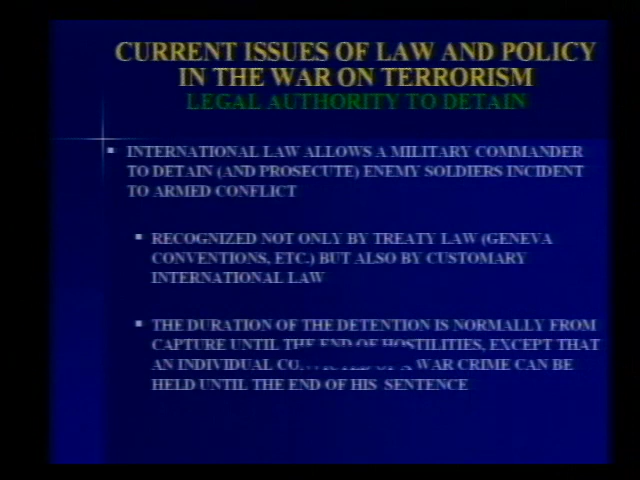 CURRENT ISSUES OF LAW AND POLICY
IN THE WAR ON TERRORISM
LEGAL AUTHORITY TO DETAIN
INTERNATIONAL LAW ALLOWS A MILITARY COMMANDER
TO DETAIN (AND PROSECUTE) ENEMY SOLDIERS INCIDENT
TO ARMED CONFLICT
RECOGNIZED NOT ONLY BY TREATY LAW (GENEVA
CONVENTIONS, ETC.) BUT ALSO BY CUSTOMARY
INTERNATIONAL LAW
THE DURATION OF THE DETENTION IS NORMALLY FROM
CAPTURE UNTIL THE END OF HOSTILITIES, EXCEPT THAT
AN INDIVIDUAL CONVICTED OF A WAR CRIME CAN BE
HELD UNTIL THE END OF HIS SENTENCE